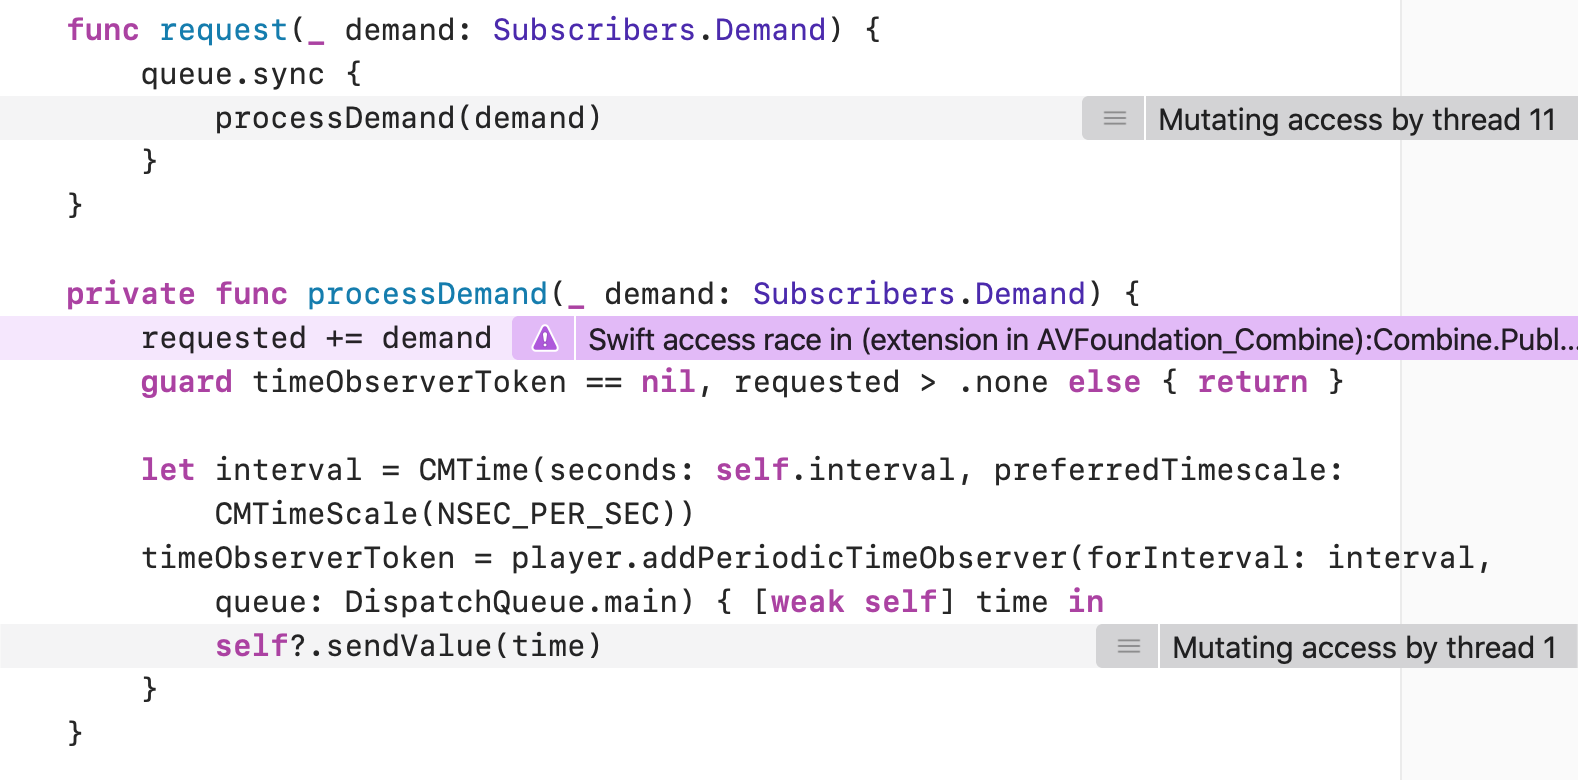 func request(_ demand: Subscribers.Demand) {
queue.sync {
processDemand(demand)
Mutating access by thread 11
}
}
private func processDemand(_ demand: Subscribers.Demand) {
requested += demand
Swift access race in (extension in AVFoundation_Combine):Combine.Publ...
guard timeObserverToken == nil, requested > .none else { return }
let interval = CMTime(seconds: self.interval, preferredTimescale:
CMTimeScale(NSEC_PER_SEC))
timeObserverToken = player.addPeriodicTimeObserver(forInterval: interval,
queue: DispatchQueue.main) { [weak self] time in
self?.sendValue(time)
Mutating access by thread 1
}
}